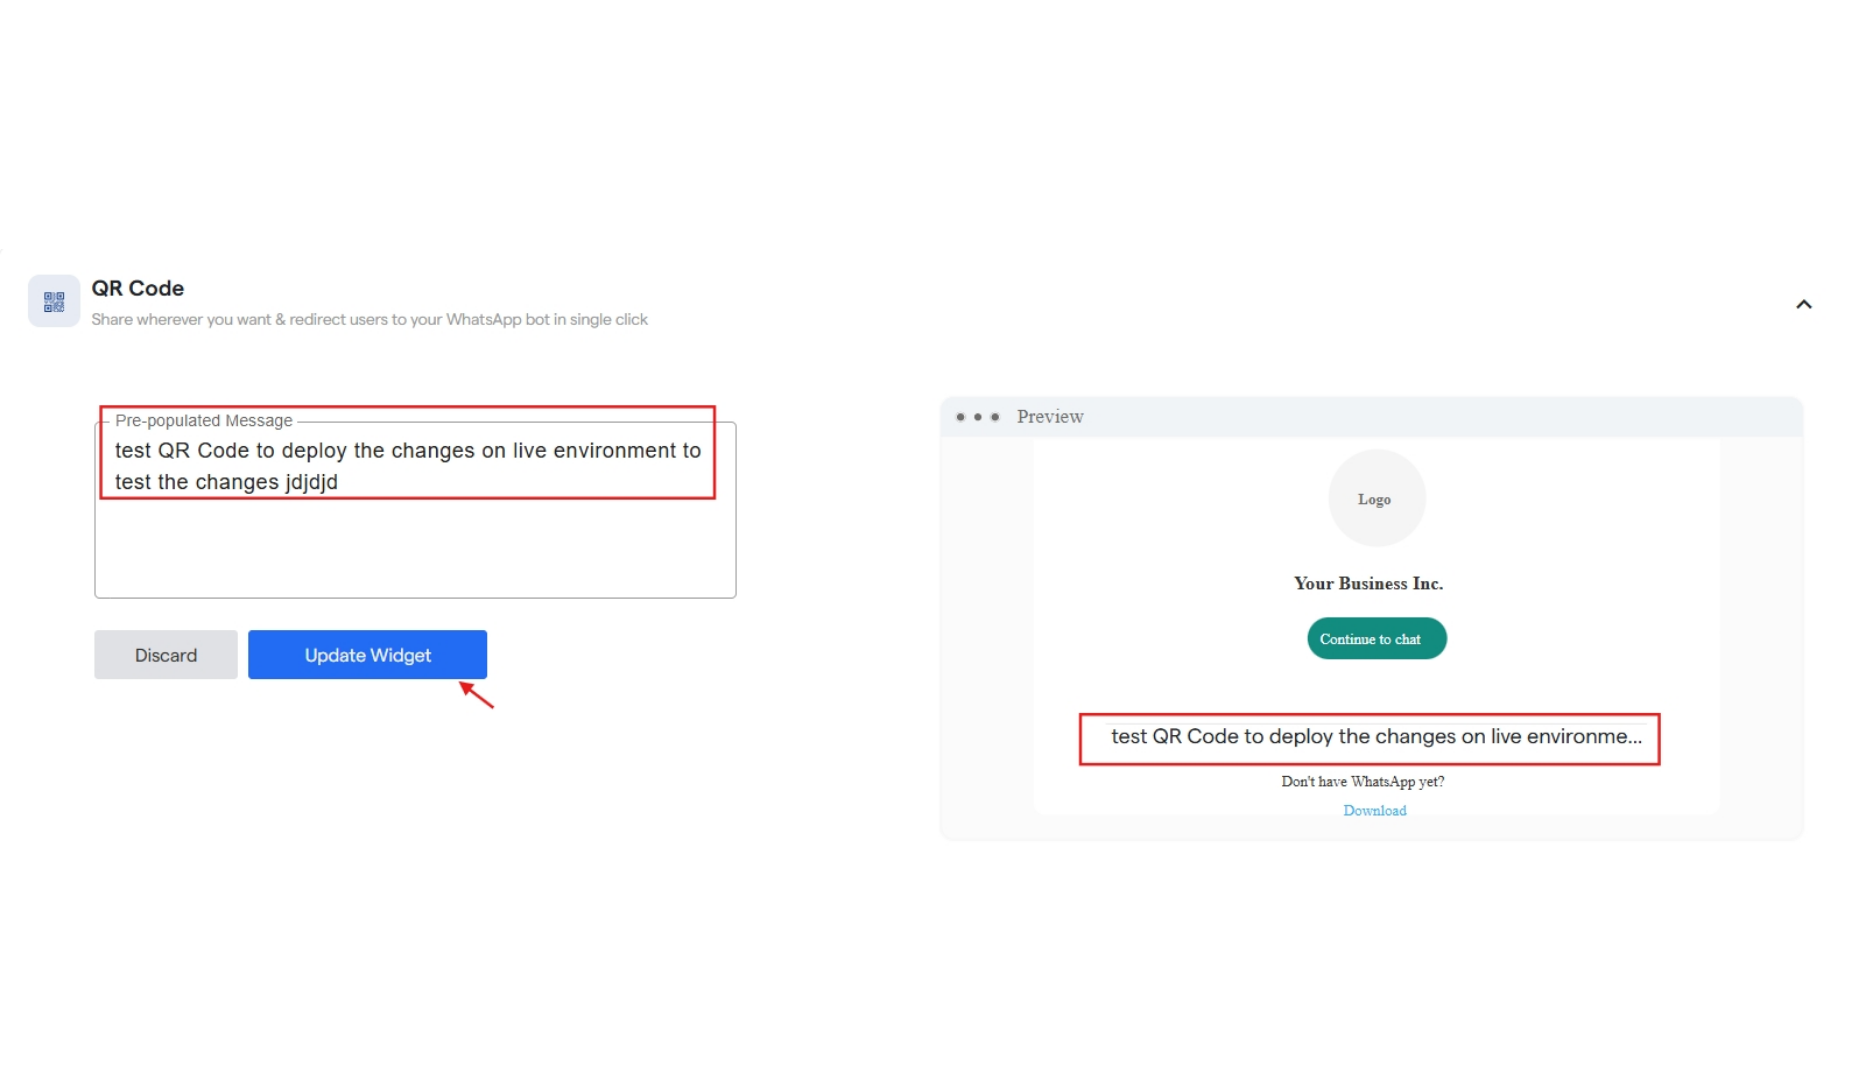 QR Code
Share wherever you want & redirect users to your WhatsApp bot in single click
Pre-populated Message
test QR Code to deploy the changes on live environment to
test the changes jdjdjd
Discard
Update Widget
Preview
Logo
Your Business Inc.
Continue to chat
test QR Code to deploy the changes on live environme...
Don't have WhatsApp yet?
Download